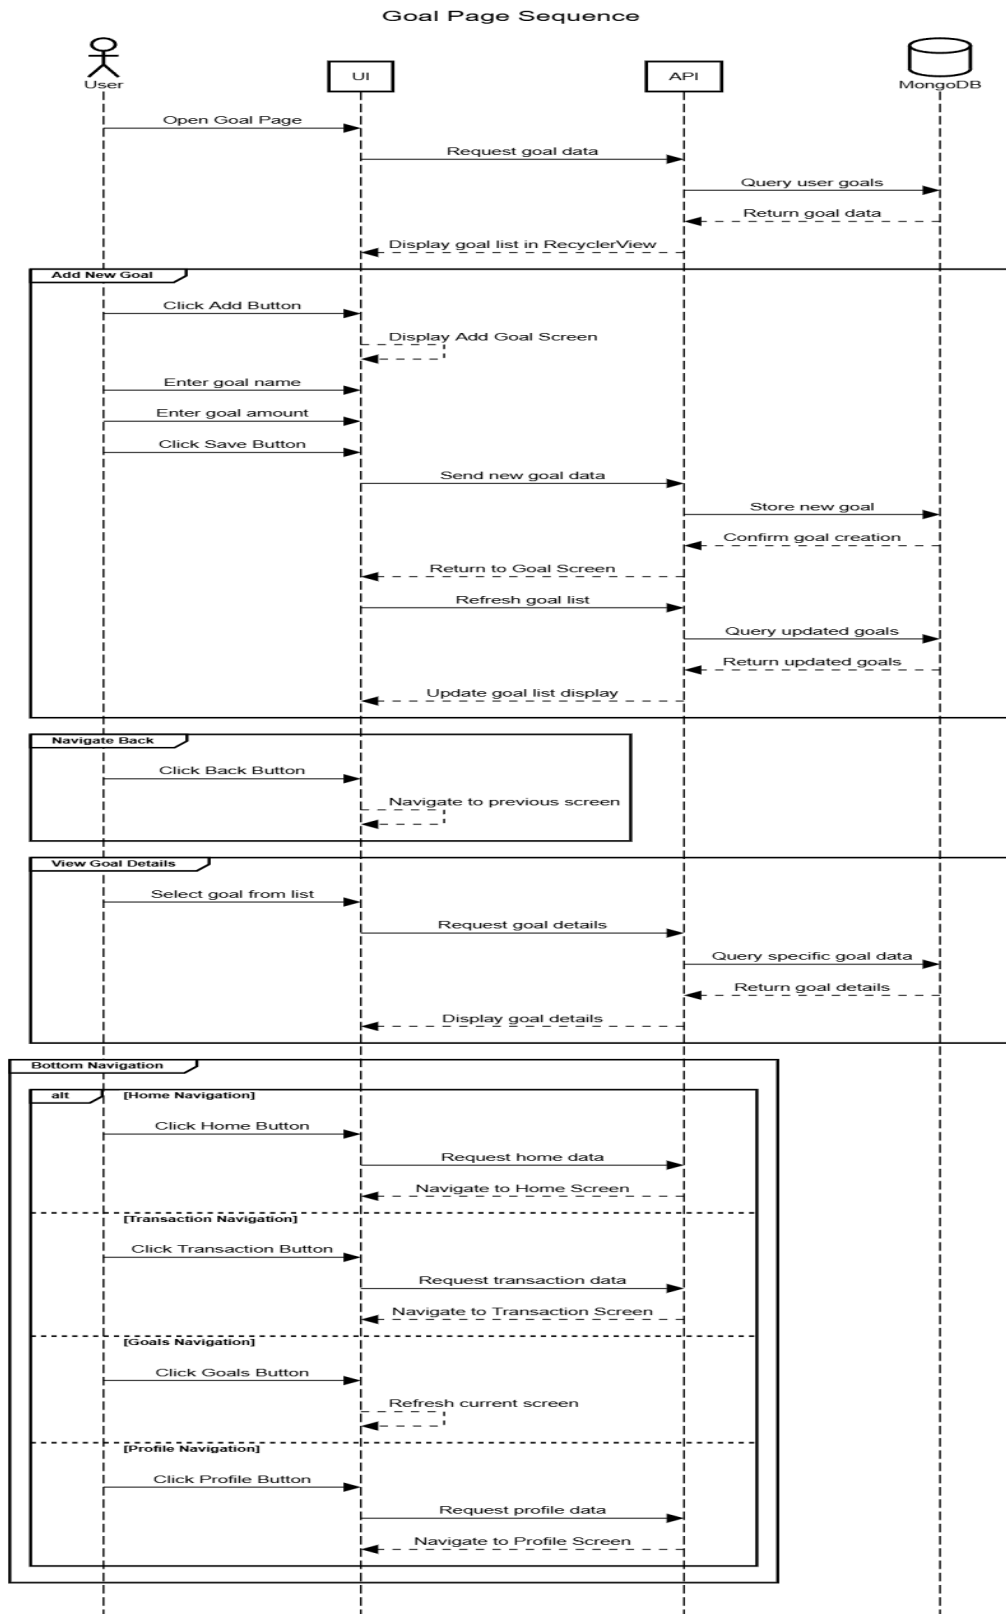 Goal Page Sequence
User
UI
API
MongoDB
Open Goal Page
Request goal data
Query user goals
Return goal data
Display goal list in RecyclerView
Add New Goal
Click Add Button
Display Add Goal Screen
Enter goal name
Enter goal amount
Click Save Button
Send new goal data
Store new goal
Confirm goal creation
Return to Goal Screen
Refresh goal list
Query updated goals
Return updated goals
Update goal list display
Navigate Back
Click Back Button
Navigate to previous screen
View Goal Details
Select goal from list
Request goal details
Query specific goal data
Return goal details
Display goal details
Bottom Navigation
alt [Home Navigation]
Click Home Button
Request home data
Navigate to Home Screen
[Transaction Navigation]
Click Transaction Button
Request transaction data
Navigate to Transaction Screen
[Goals Navigation]
Click Goals Button
Refresh current screen
[Profile Navigation]
Click Profile Button
Request profile data
Navigate to Profile Screen